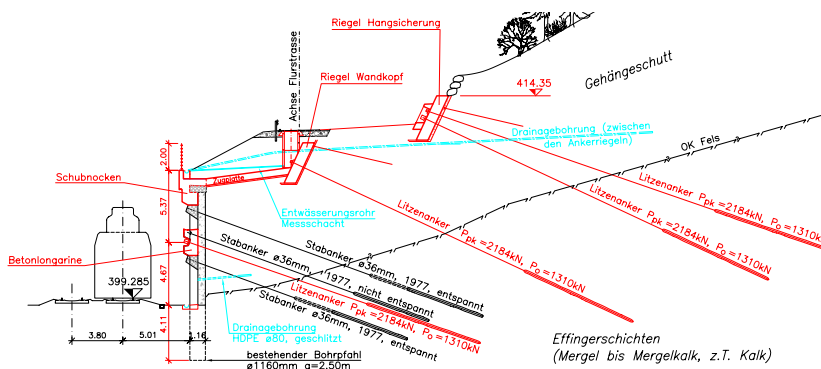 Riegel Hangsicherung
Gehängeschutt
Achse Flurstrasse
Riegel Wandkopf
414.35
Drainagebohrung (zwischen
den Ankerriegeln)
OK Fels
2.00
Schubnocken
Zugplatte
Litzenanker Ppk=2184kN, Po=1310kN
Litzenanker Ppk=2184kN, Po=1310kN
5.37
Entwässerungsrohr
Messschacht
Litzenanker Ppk=2184kN, Po=1310kN
Stabanker ø36mm, 1977, entspannt
Betonlongarine
Stabanker ø36mm, 1977, nicht entspannt
4.67
399.285
Litzenanker Ppk=2184kN, Po=1310kN
Stabanker ø36mm, 1977, entspannt
4.11
Drainagebohrung
HDPE ø80, geschlitzt
3.80
5.01
1.16
Effingerschichten
(Mergel bis Mergelkalk, z.T. Kalk)
bestehender Bohrpfahl
ø1160mm a=2.50m